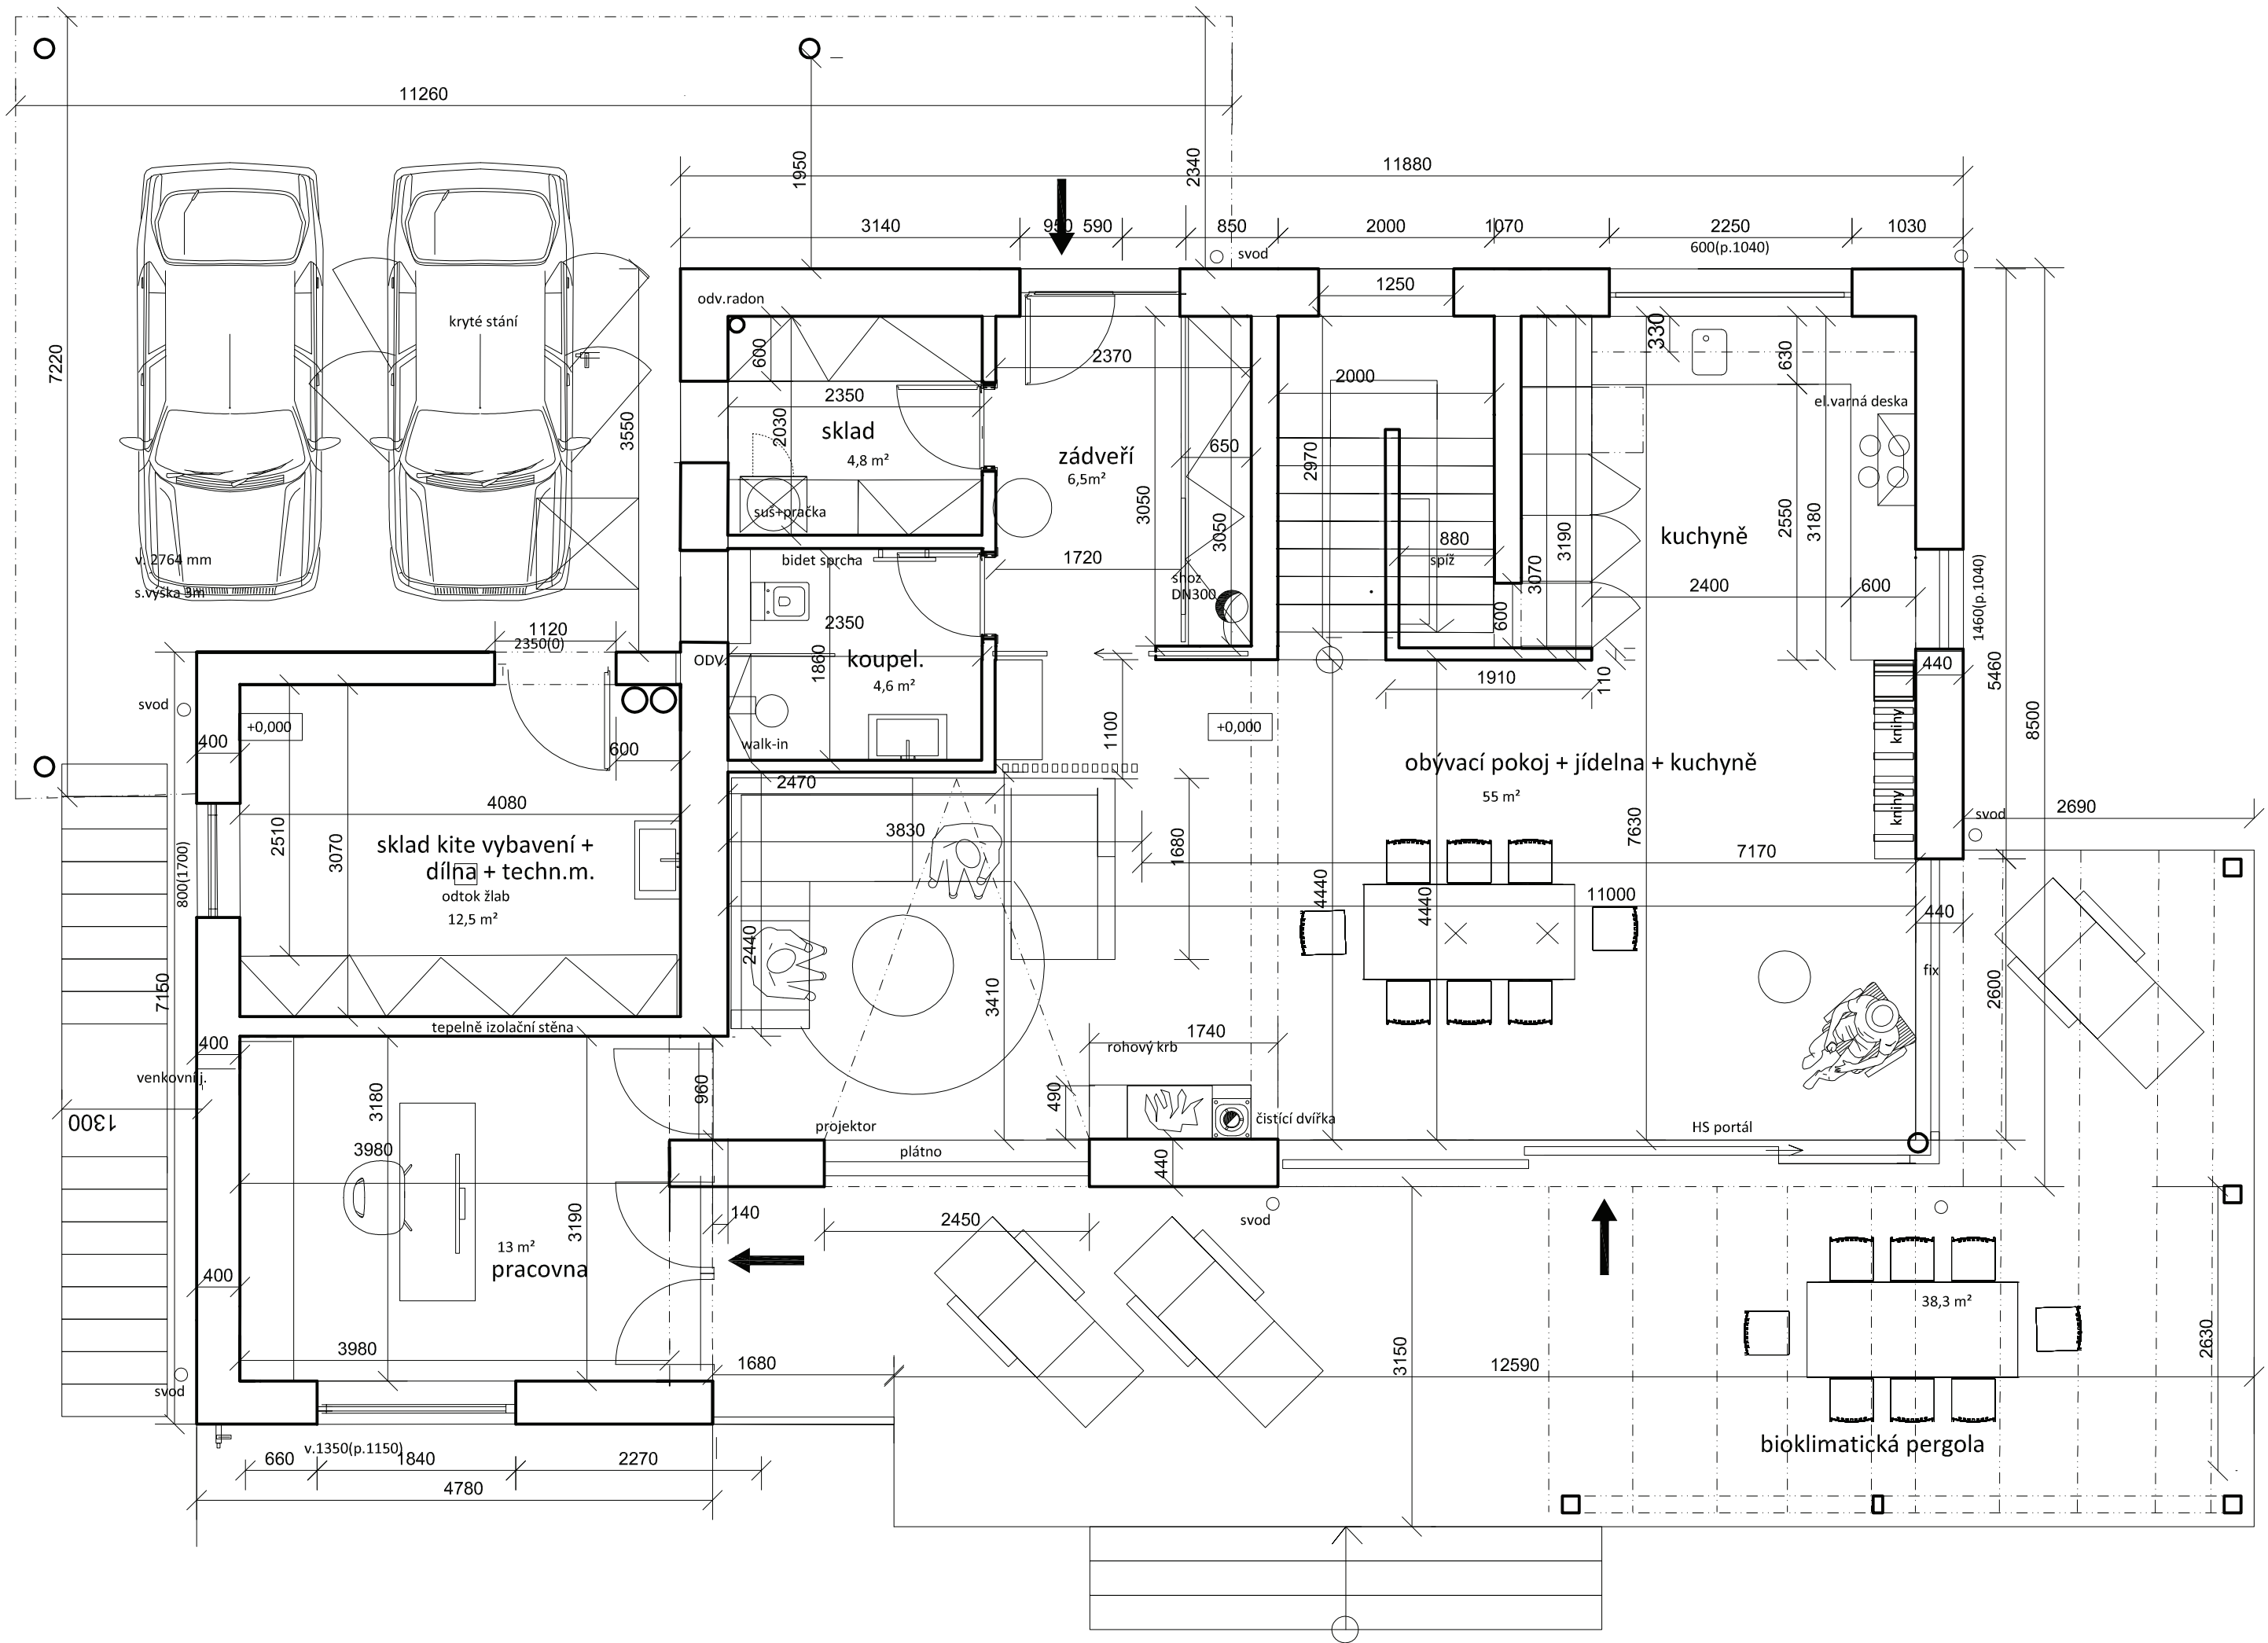 11260
7220
1950
2340
11880
3140
950
590
850
2000
1070
2250
1030
600(p.1040)
svod
odv.radon
1250
kryté stání
3550
600
2350
2030
sklad
4,8 m²
suš+pračka
2370
zádveří
6,5m²
650
3050
3050
1720
shoz
DN300
2000
2970
880
spíž
600
3070
3190
330
630
el.varná deska
2550
3180
kuchyně
2400
600
1460(p.1040)
440
5460
8500
v. 2764 mm
s.výška 3m
1120
2350(0)
bidet sprcha
2350
1860
koupel.
4,6 m²
ODV.
walk-in
1910
110
1100
+0,000
obývací pokoj + jídelna + kuchyně
55 m²
kniny
kniny
svod
2690
svod
400
+0,000
600
4080
2510
3070
800(1700)
sklad kite vybavení +
dílna + techn.m.
odtok žlab
12,5 m²
2470
3830
1680
7630
7170
4440
4440
11000
440
fix
2600
2440
3410
7150
tepelně izolační stěna
400
venkovní j.
1300
1740
rohový krb
490
čistící dvířka
960
projektor
plátno
440
HS portál
3180
3980
3190
140
2450
svod
13 m²
pracovna
400
3980
1680
3150
12590
38,3 m²
2630
bioklimatická pergola
svod
v.1350(p.1150)
660
1840
2270
4780